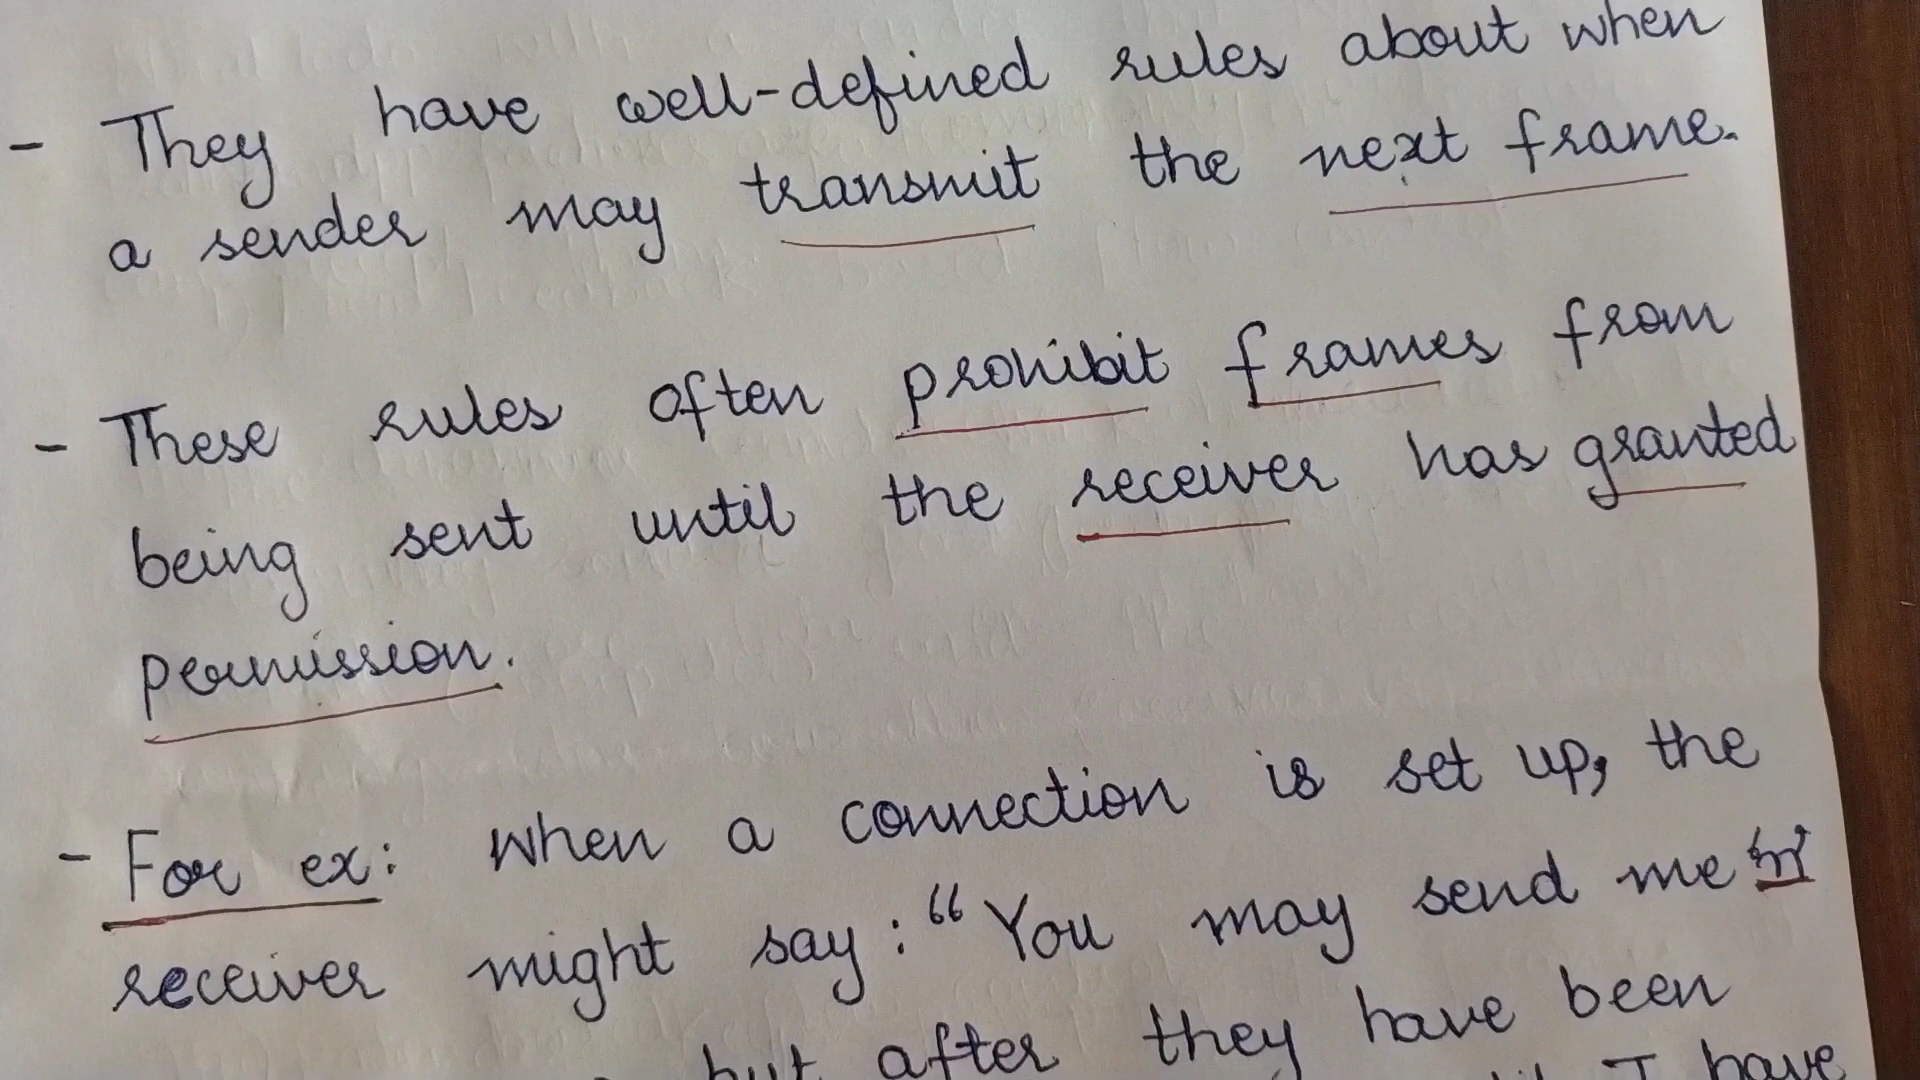 - They have well-defined rules about when
a sender may transmit the next frame.
- These rules often prohibit frames from
being sent until the receiver has granted
permission.
- For ex: When a connection is set up, the
receiver might say: “You may send me ‘n’
but after they have been
I have